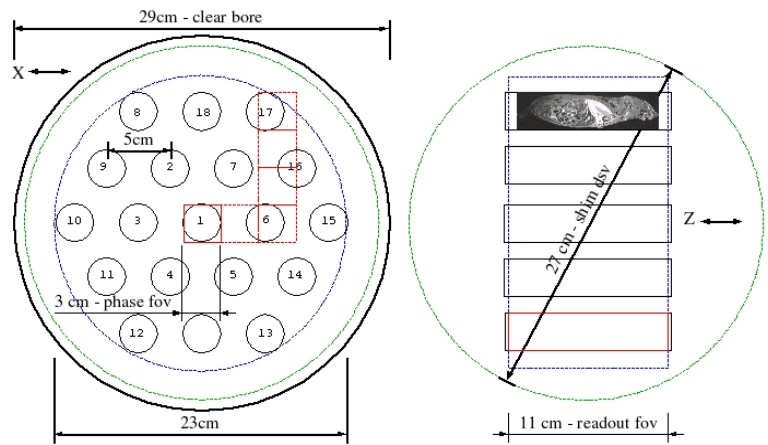 29cm - clear bore
X
8 18 17
5cm
9 2 7 16
10 3 1 6 15
Z
11 4 5 14
27 cm - shim dsv
3 cm - phase fov
12 13
23cm
11 cm - readout fov